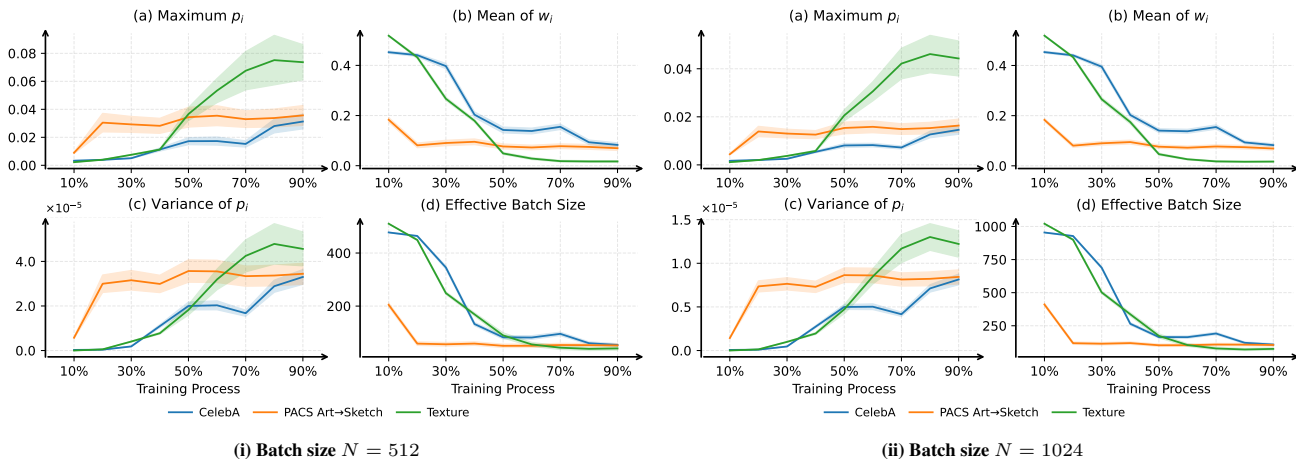 (a) Maximum pᵢ
(b) Mean of wᵢ
0.08
0.06
0.04
0.02
0.00
10% 30% 50% 70% 90%
0.4
0.2
0.0
10% 30% 50% 70% 90%
×10⁻⁵
(c) Variance of pᵢ
(d) Effective Batch Size
4.0
2.0
0.0
10% 30% 50% 70% 90%
Training Process
400
200
10% 30% 50% 70% 90%
Training Process
CelebA PACS Art→Sketch Texture
(i) Batch size N = 512
(a) Maximum pᵢ
(b) Mean of wᵢ
0.04
0.02
0.00
10% 30% 50% 70% 90%
0.4
0.2
0.0
10% 30% 50% 70% 90%
×10⁻⁵
(c) Variance of pᵢ
(d) Effective Batch Size
1.5
1.0
0.5
0.0
10% 30% 50% 70% 90%
Training Process
1000
750
500
250
10% 30% 50% 70% 90%
Training Process
CelebA PACS Art→Sketch Texture
(ii) Batch size N = 1024